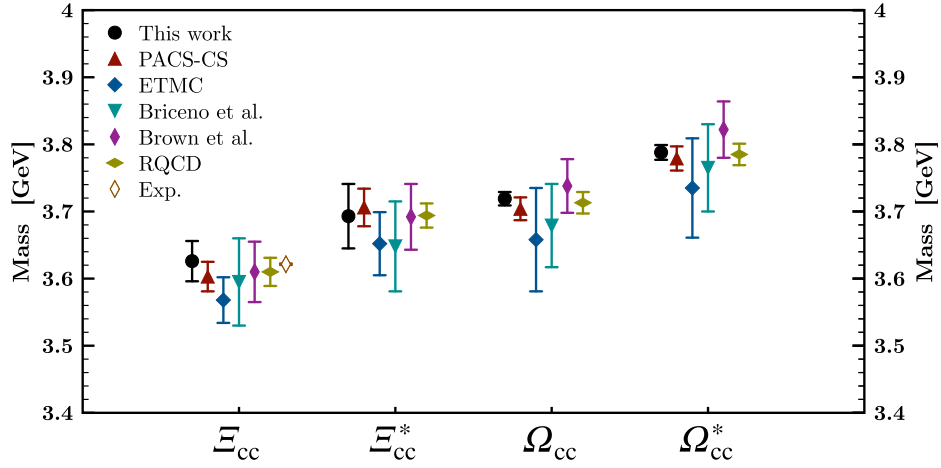 4
3.9
3.8
3.7
3.6
3.5
3.4
Mass [GeV]
This work
PACS-CS
ETMC
Briceno et al.
Brown et al.
RQCD
Exp.
Ξcc
Ξ*cc
Ωcc
Ω*cc
4
3.9
3.8
3.7
3.6
3.5
3.4
Mass [GeV]